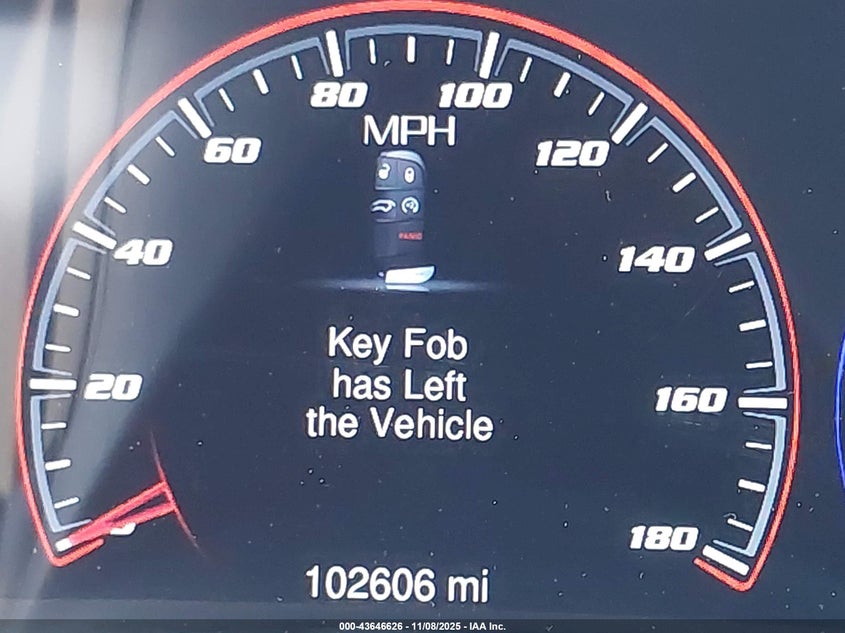 80
100
MPH
60
120
PANIC
40
140
Key Fob
has Left
20
160
the Vehicle
180
102606 mi
000-43646626 - 11/08/2025 - IAA Inc.